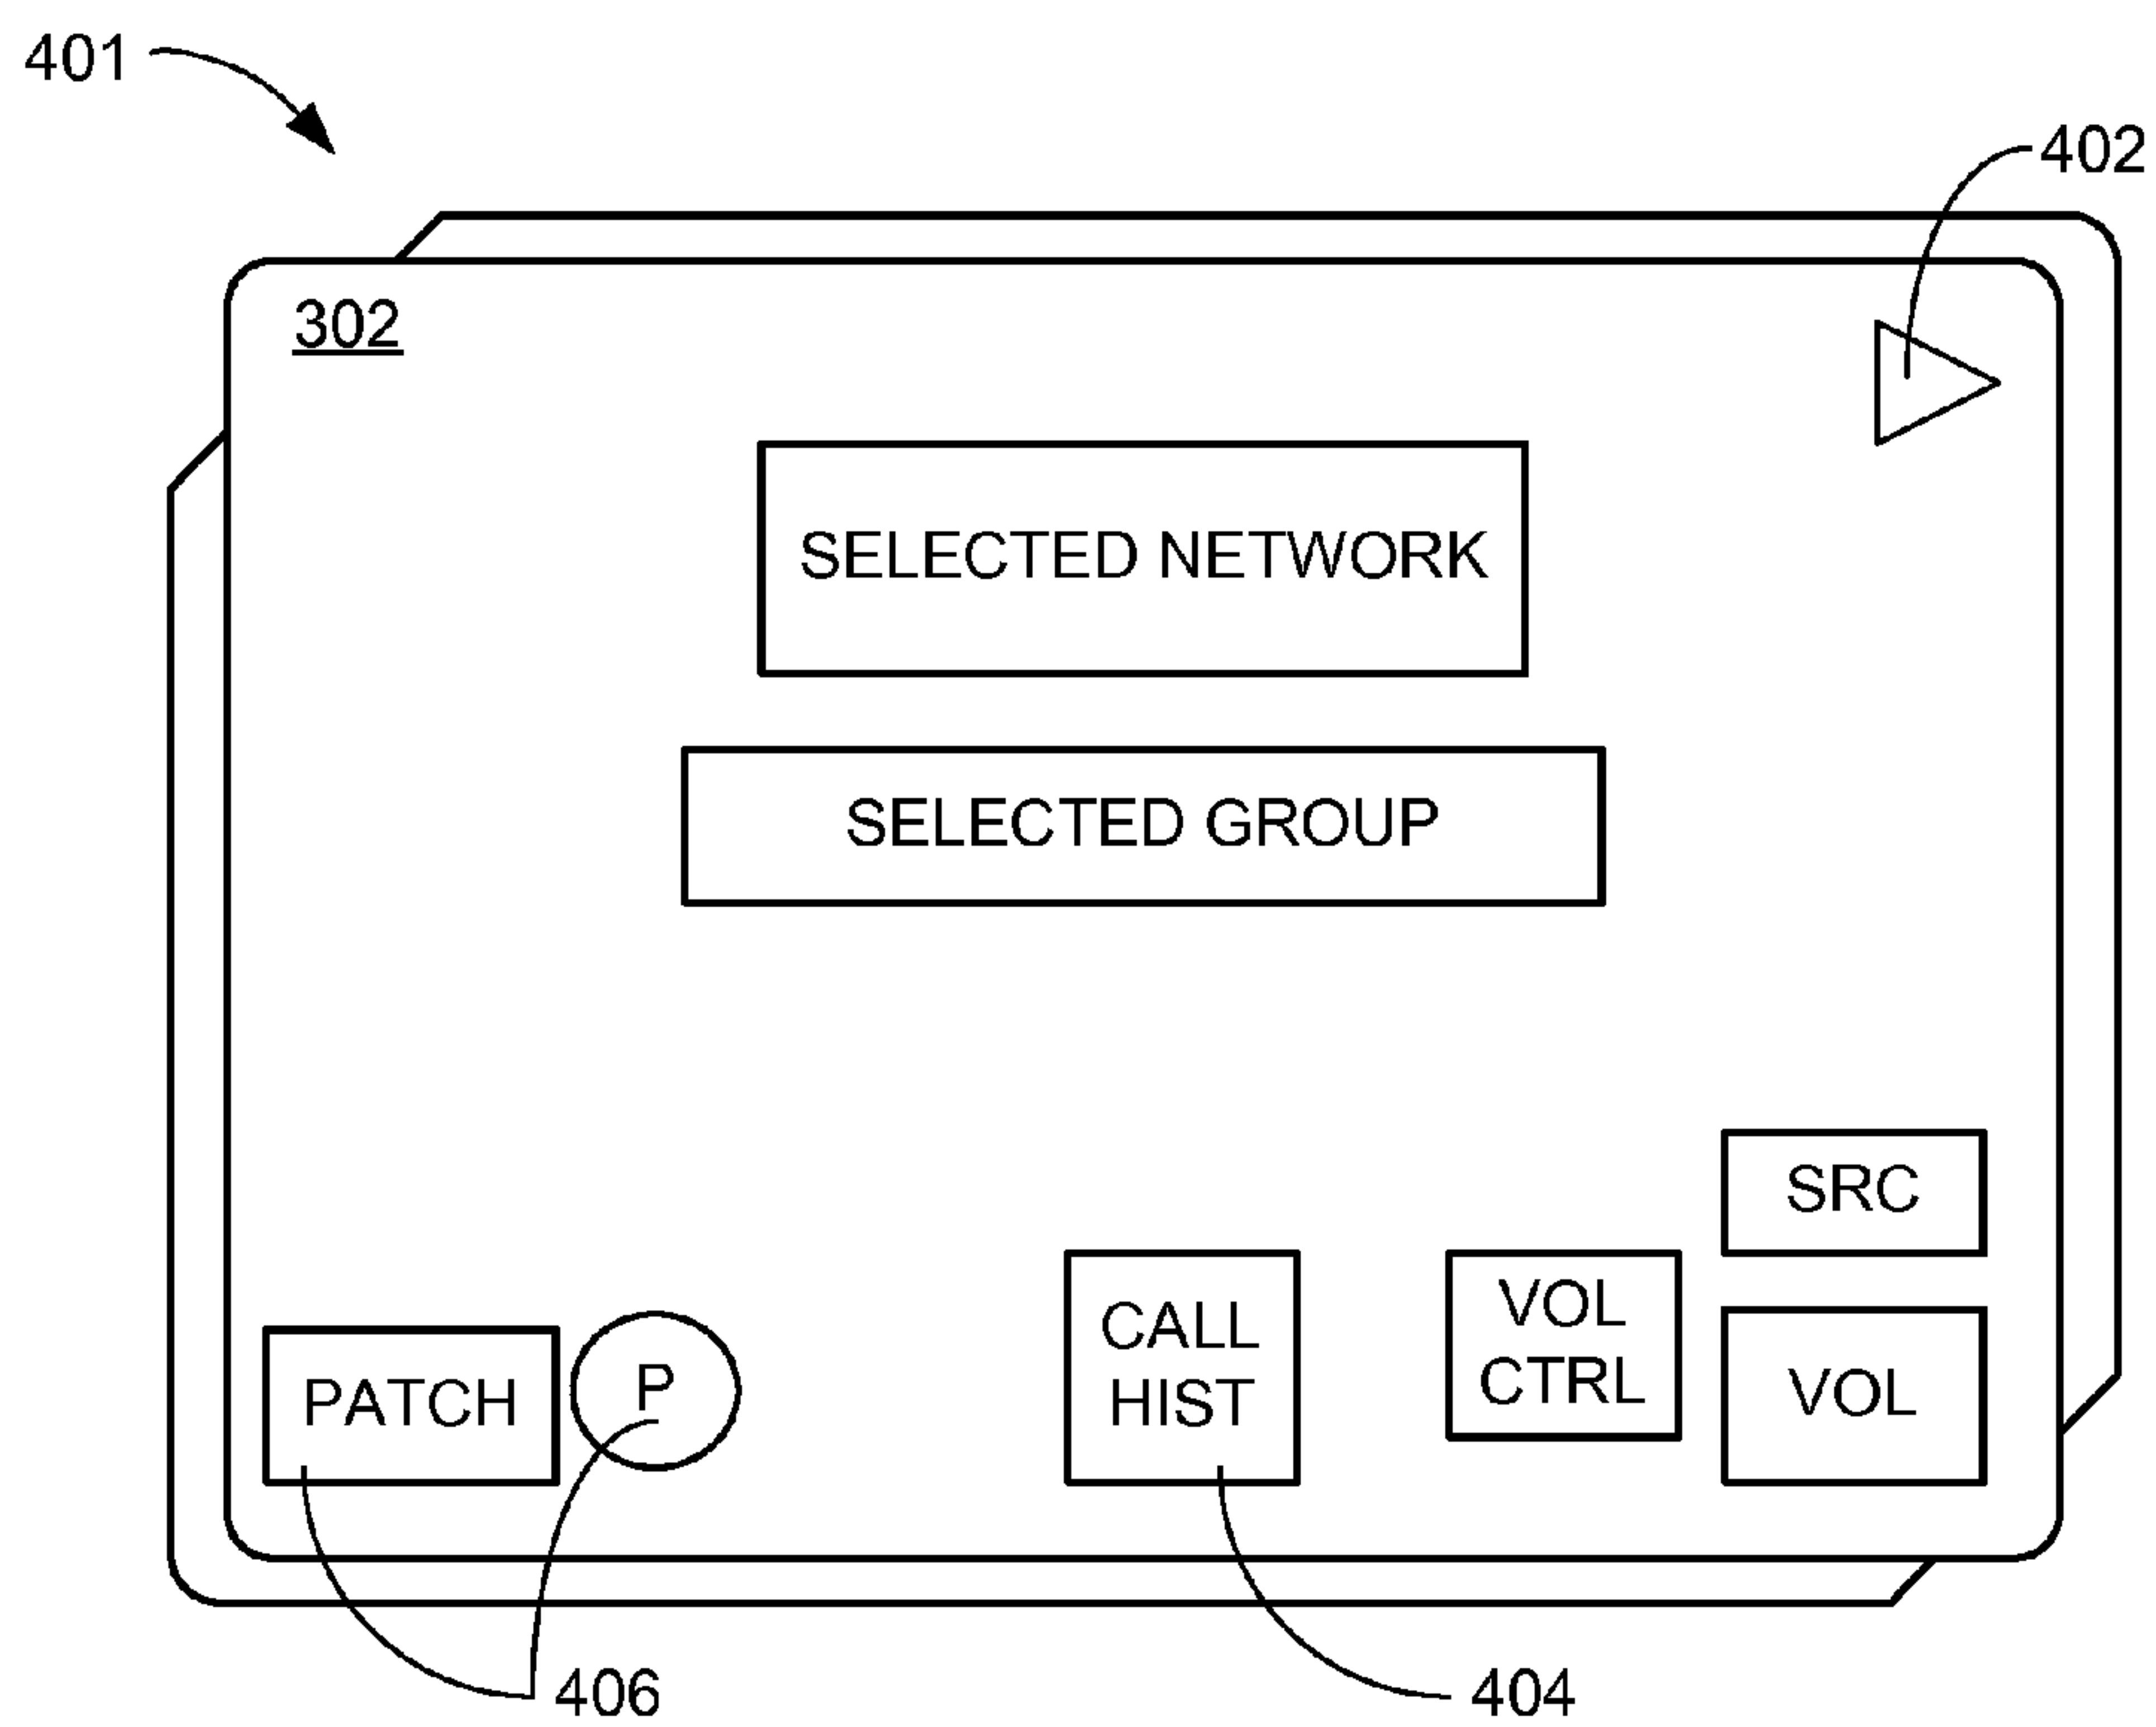 401
402
302
SELECTED NETWORK
SELECTED GROUP
SRC
PATCH
P
CALL
HIST
VOL
CTRL
VOL
406
404